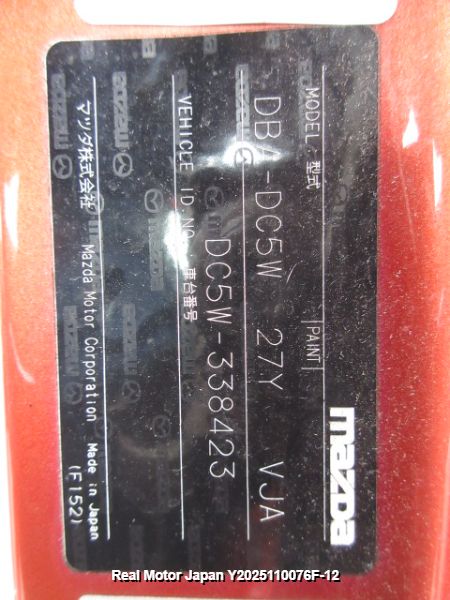 mazda
MODEL 型式 PAINT
DBA-DC5W 27Y VJA
VEHICLE ID.NO. 車台番号
DC5W-338423
マツダ株式会社 Mazda Motor Corporation Made in Japan
(F152)
Real Motor Japan Y2025110076F-12